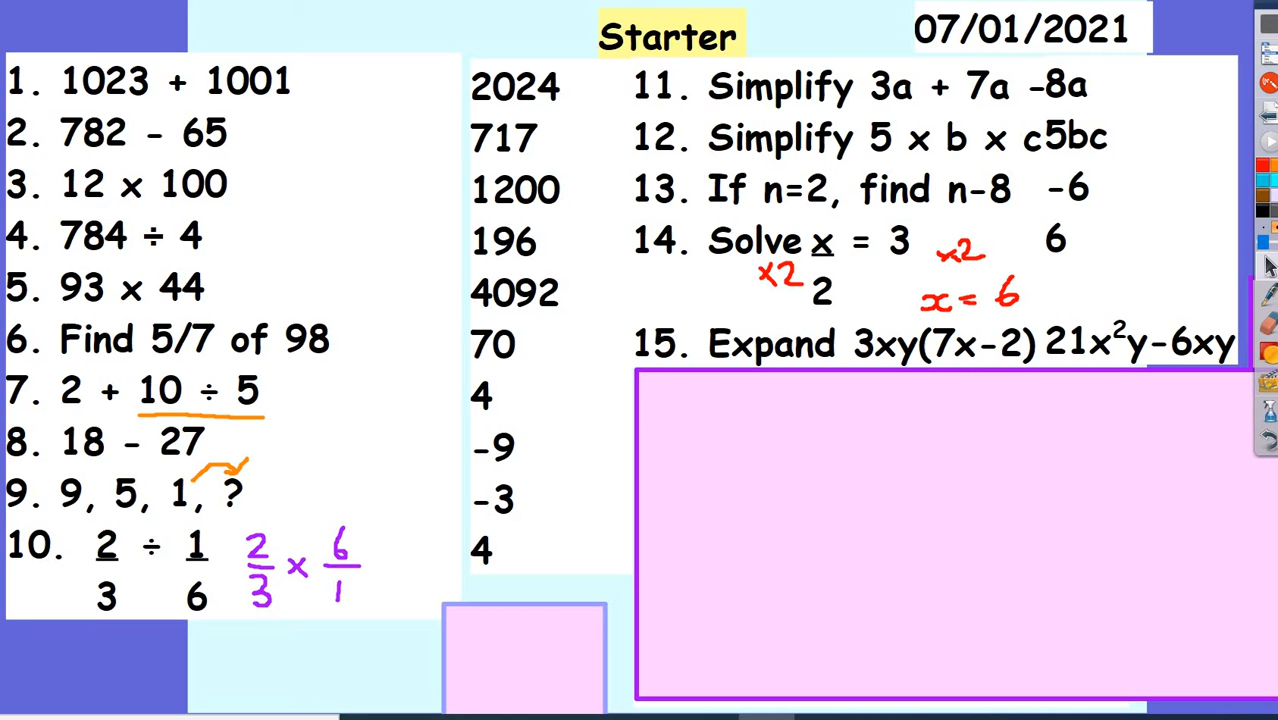 Starter
07/01/2021
1. 1023 + 1001
2. 782 - 65
3. 12 x 100
4. 784 ÷ 4
5. 93 x 44
6. Find 5/7 of 98
7. 2 + 10 ÷ 5
8. 18 - 27
9. 9, 5, 1, ?
10. 2 ÷ 1 2 x 6
3 6 3 1
2024
717
1200
196
4092
70
4
-9
-3
4
11. Simplify 3a + 7a -8a
12. Simplify 5 x b x c 5bc
13. If n=2, find n-8 -6
14. Solve x = 3 x2 6
x2 2 x = 6
15. Expand 3xy(7x-2) 21x²y-6xy